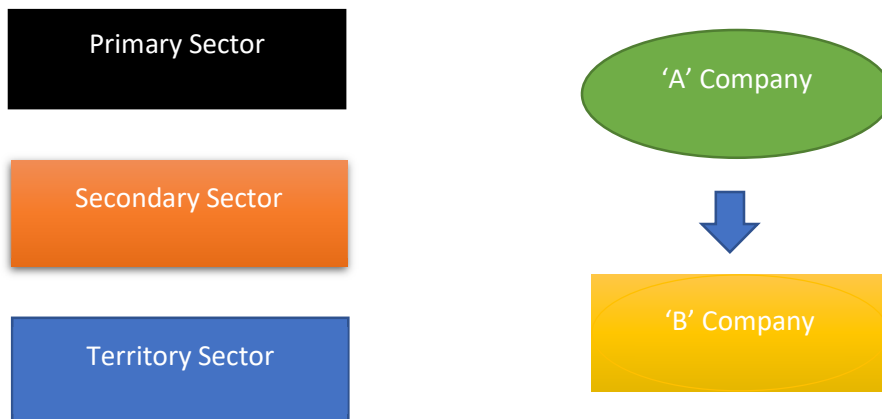 Primary Sector
‘A’ Company
Secondary Sector
‘B’ Company
Territory Sector